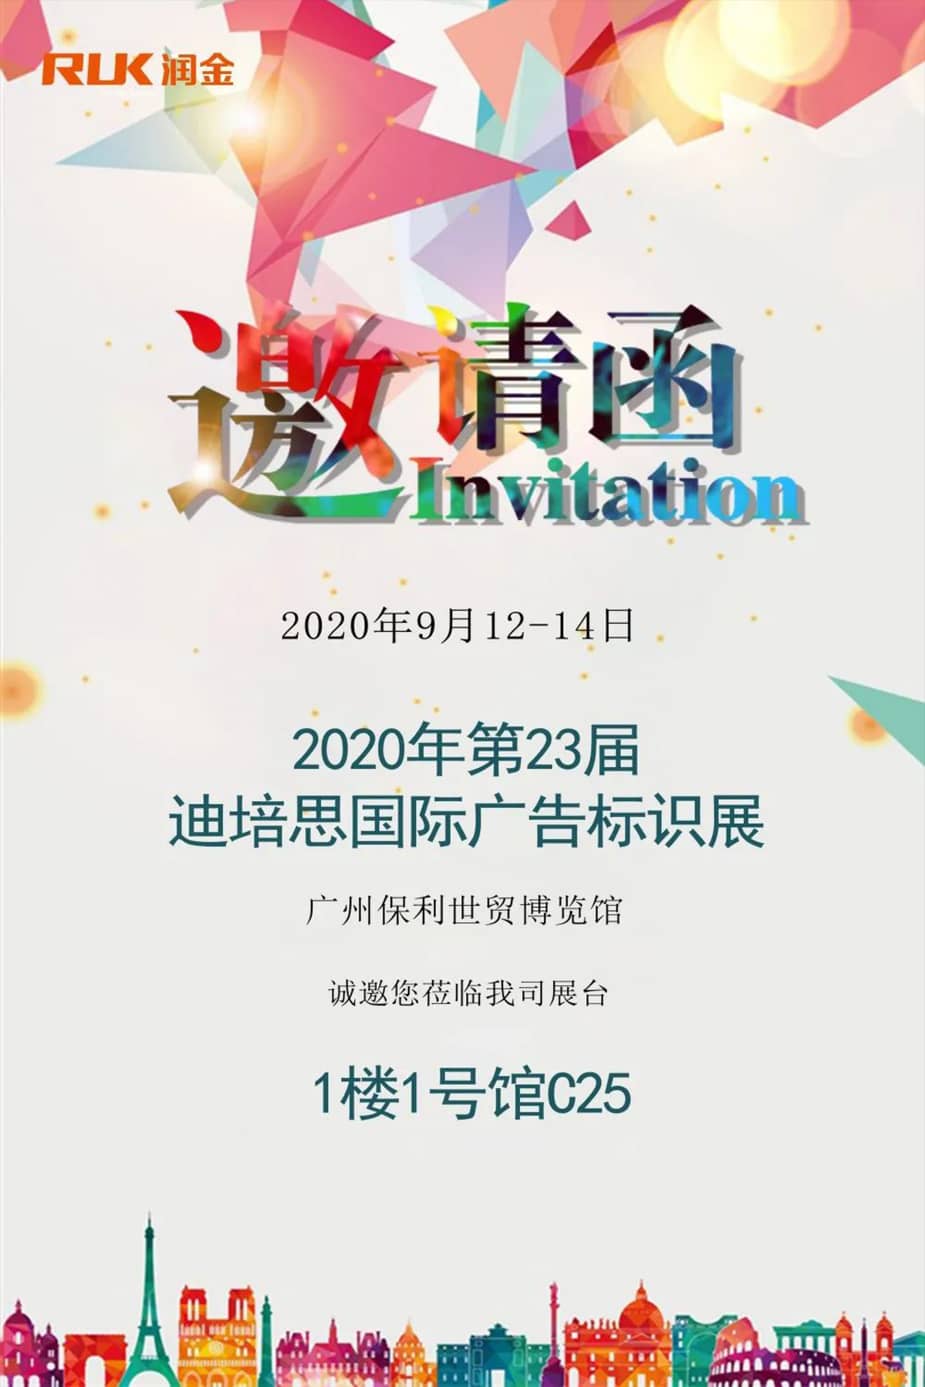 RUK 润金
邀请函
Invitation
2020年9月12-14日
2020年第23届
迪培思国际广告标识展
广州保利世贸博览馆
诚邀您莅临我司展台
1楼1号馆C25